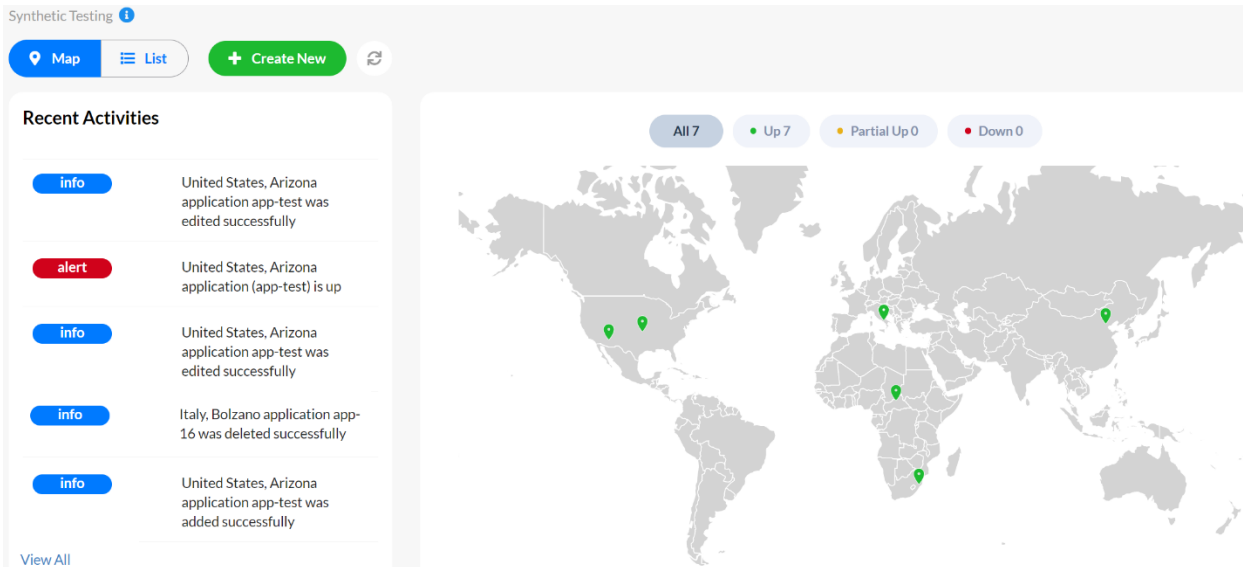 Synthetic Testing
Map
List
Create New
Recent Activities
info
United States, Arizona
application app-test was
edited successfully
alert
United States, Arizona
application (app-test) is up
info
United States, Arizona
application app-test was
edited successfully
info
Italy, Bolzano application app-
16 was deleted successfully
info
United States, Arizona
application app-test was
added successfully
View All
All 7
Up 7
Partial Up 0
Down 0